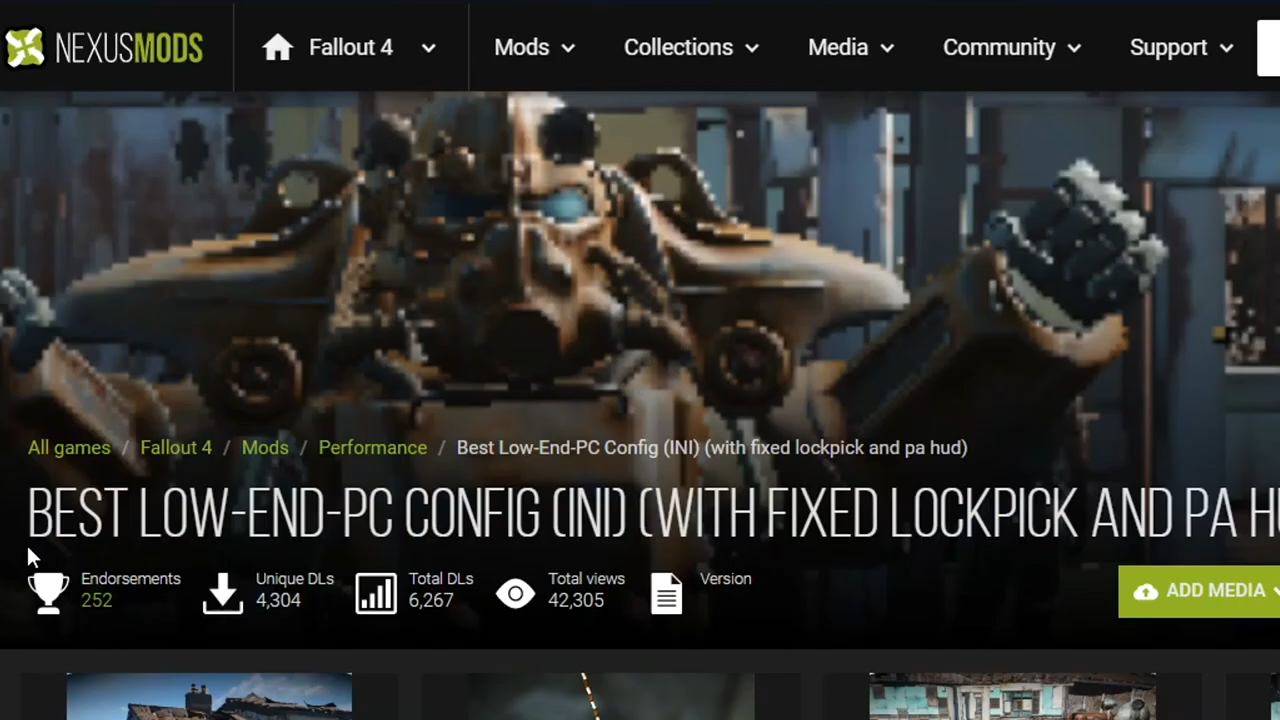 NEXUSMODS Fallout 4 Mods Collections Media Community Support
All games / Fallout 4 / Mods / Performance / Best Low-End-PC Config (INI) (with fixed lockpick and pa hud)
BEST LOW-END-PC CONFIG (INI) (WITH FIXED LOCKPICK AND PA H
Endorsements Unique DLs Total DLs Total views Version
252 4,304 6,267 42,305
ADD MEDIA